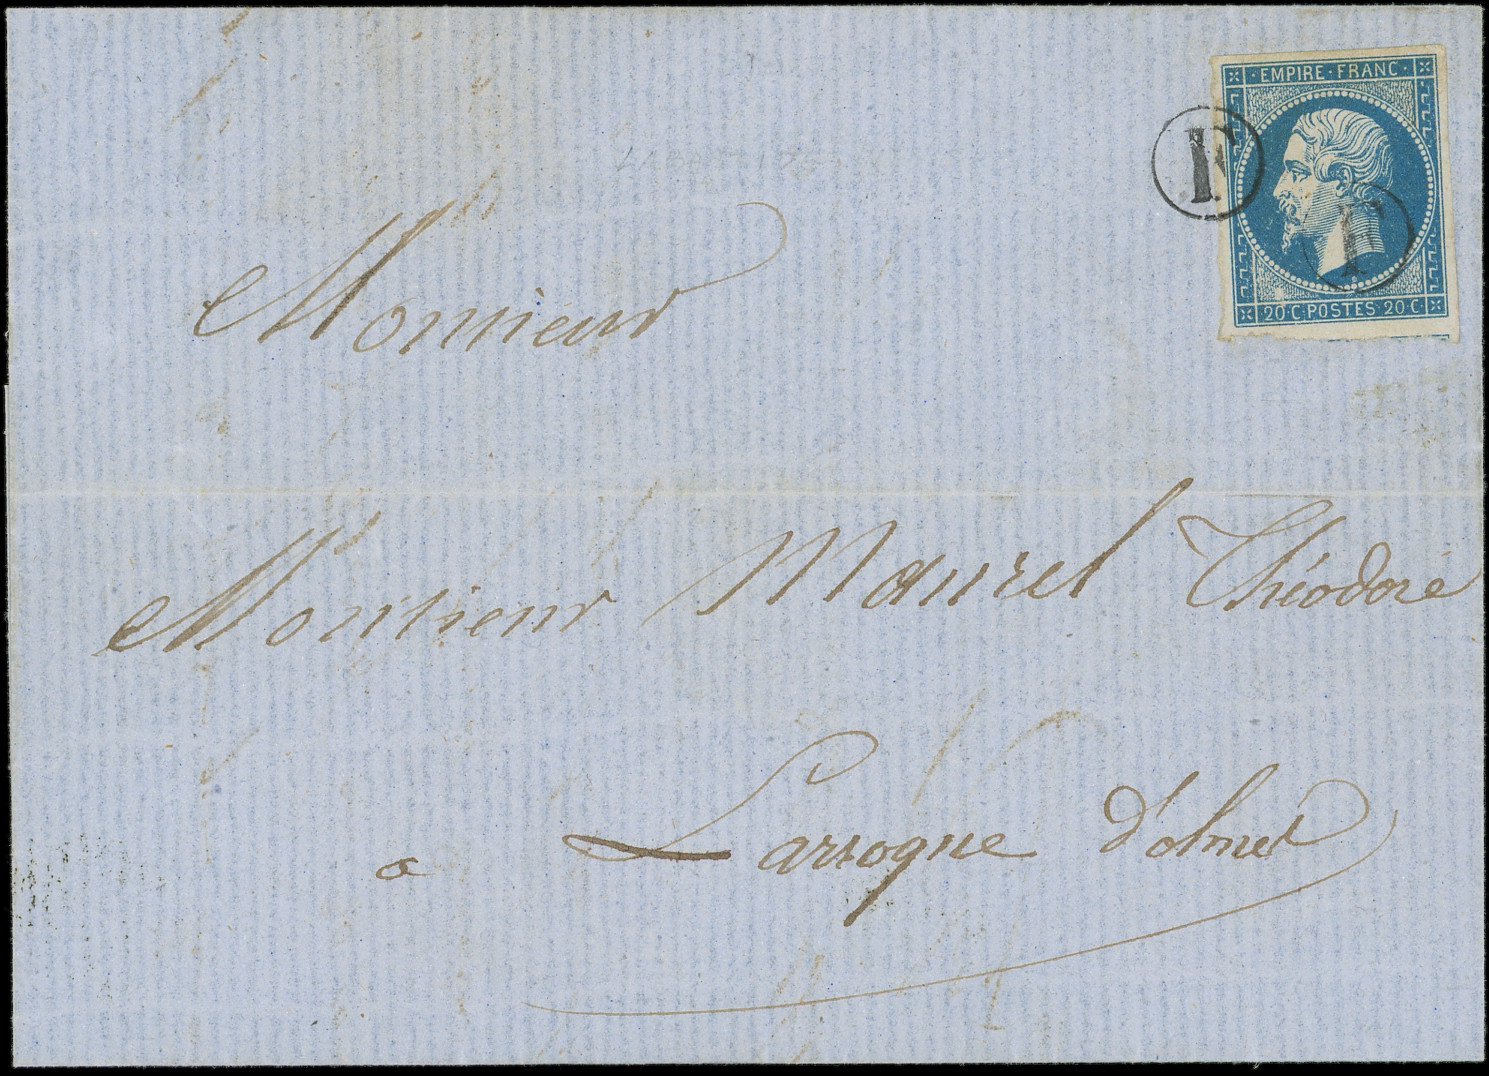 EMPIRE · FRANC ·
F
F
20 C · POSTES · 20 C
Monsieur
Monsieur Maurel Théodore
a Larroque d'olmes